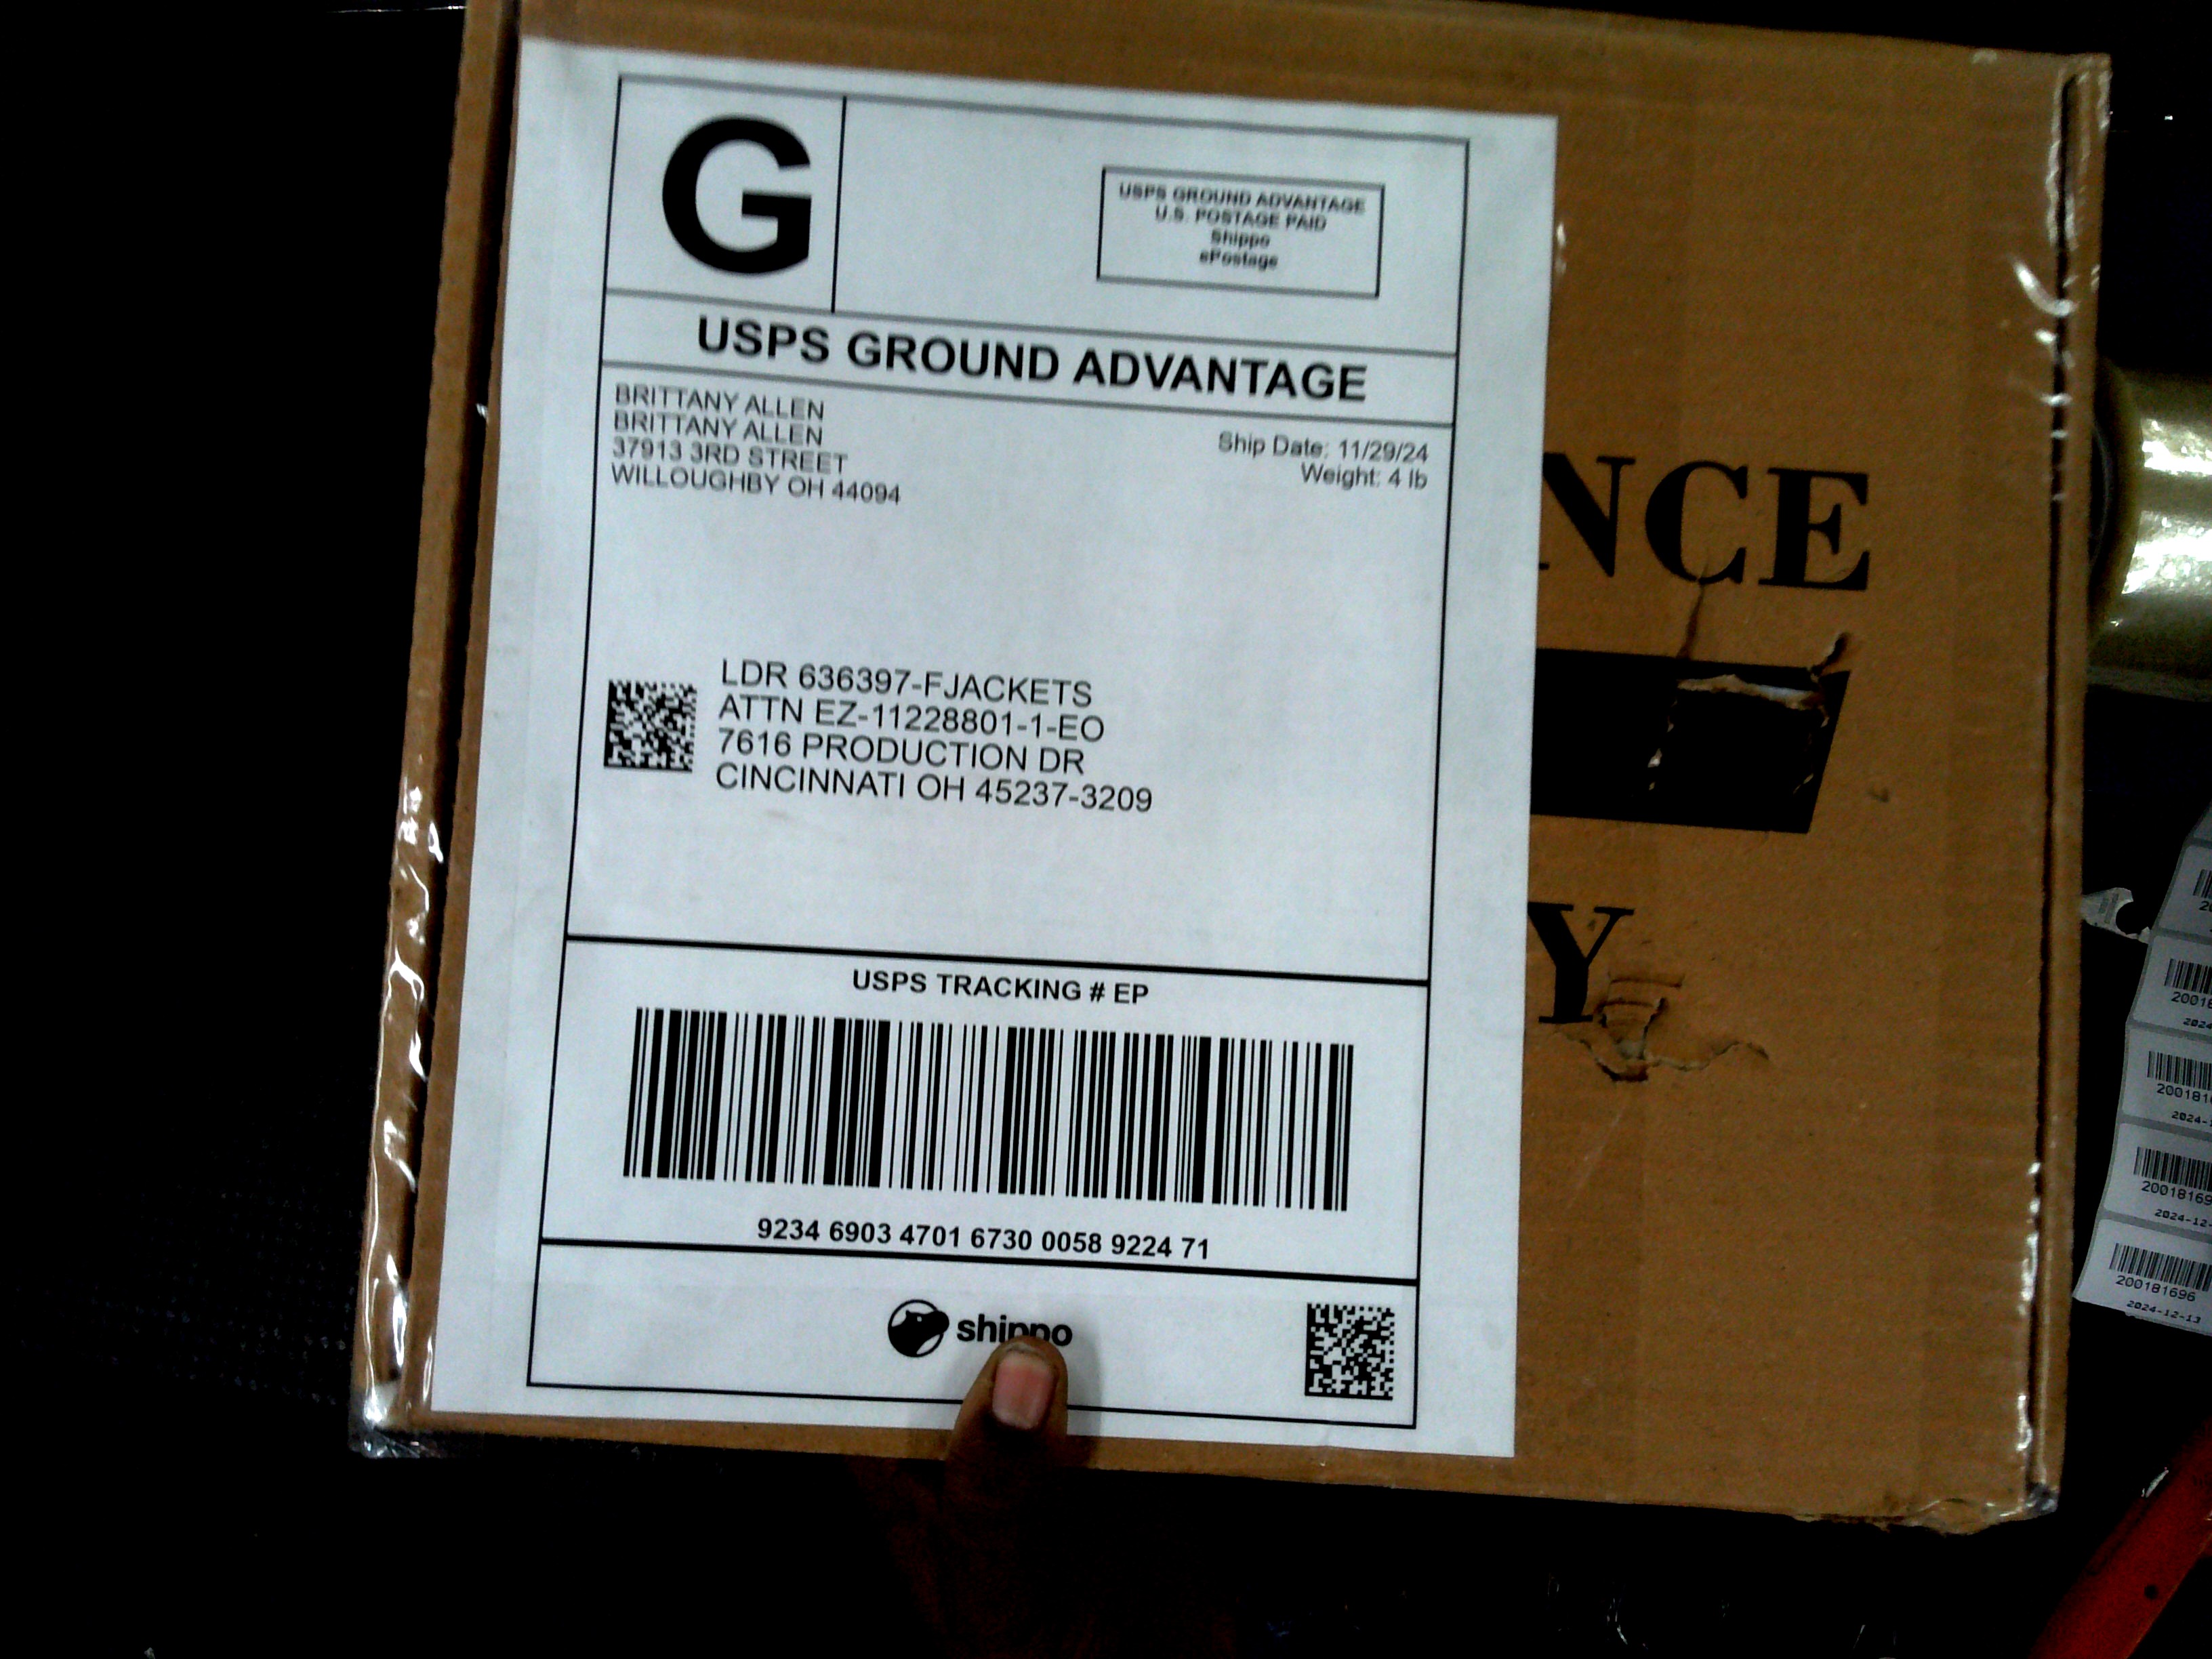 G
USPS GROUND ADVANTAGE
U.S. POSTAGE PAID
Shippo
ePostage
USPS GROUND ADVANTAGE
BRITTANY ALLEN
BRITTANY ALLEN
37913 3RD STREET
WILLOUGHBY OH 44094
Ship Date: 11/29/24
Weight: 4 lb
LDR 636397-FJACKETS
ATTN EZ-11228801-1-EO
7616 PRODUCTION DR
CINCINNATI OH 45237-3209
USPS TRACKING # EP
9234 6903 4701 6730 0058 9224 71
shippo
NCE
Y
200181696
2024-12-13